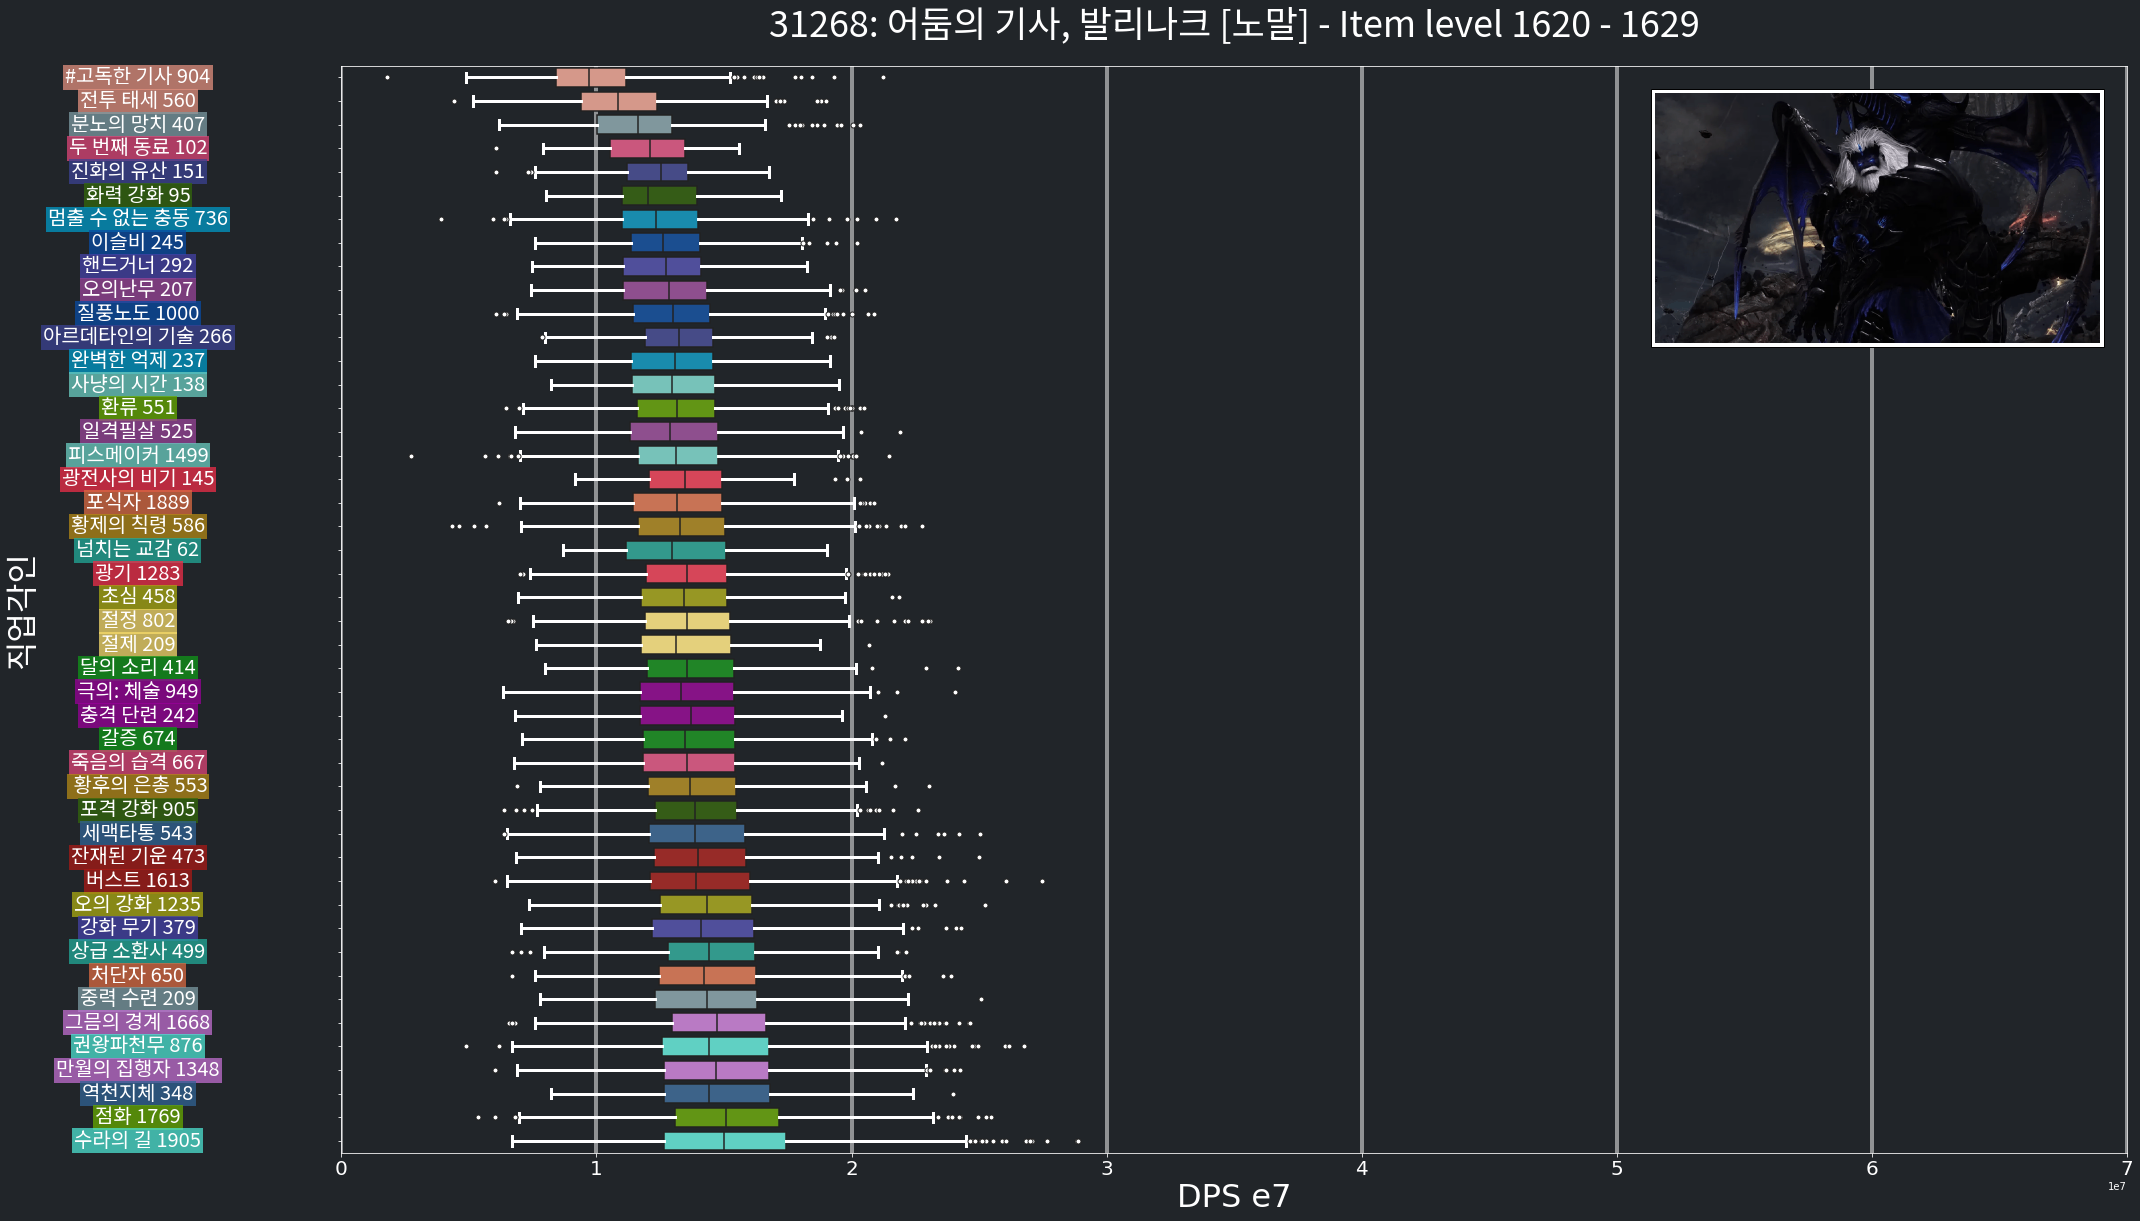 31268: 어둠의 기사, 발리나크 [노말] - Item level 1620 - 1629
직업각인
#고독한 기사 904
전투 태세 560
분노의 망치 407
두 번째 동료 102
진화의 유산 151
화력 강화 95
멈출 수 없는 충동 736
이슬비 245
핸드거너 292
오의난무 207
질풍노도 1000
아르데타인의 기술 266
완벽한 억제 237
사냥의 시간 138
환류 551
일격필살 525
피스메이커 1499
광전사의 비기 145
포식자 1889
황제의 칙령 586
넘치는 교감 62
광기 1283
초심 458
절정 802
절제 209
달의 소리 414
극의: 체술 949
충격 단련 242
갈증 674
죽음의 습격 667
황후의 은총 553
포격 강화 905
세맥타통 543
잔재된 기운 473
버스트 1613
오의 강화 1235
강화 무기 379
상급 소환사 499
처단자 650
중력 수련 209
그믐의 경계 1668
권왕파천무 876
만월의 집행자 1348
역천지체 348
점화 1769
수라의 길 1905
0 1 2 3 4 5 6 7
DPS e7
1e7